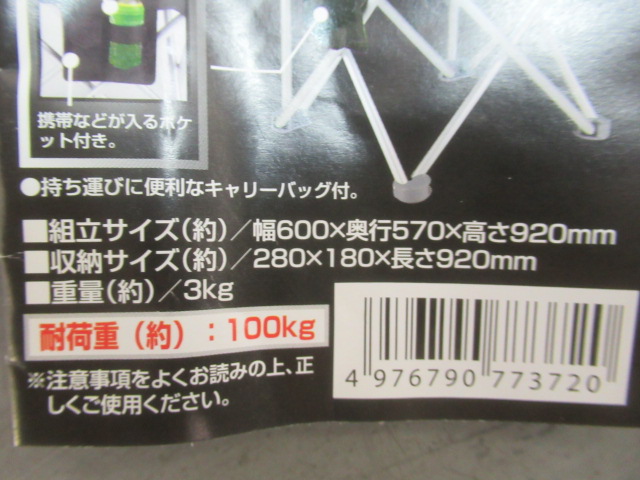 携帯などが入るポケ
ット付き。
●持ち運びに便利なキャリーバッグ付。
■組立サイズ(約)/幅600×奥行570×高さ920mm
■収納サイズ(約)/280×180×長さ920mm
■重量(約)/3kg
耐荷重(約):100kg
※注意事項をよくお読みの上、正
しくご使用ください。
4 976790 773720